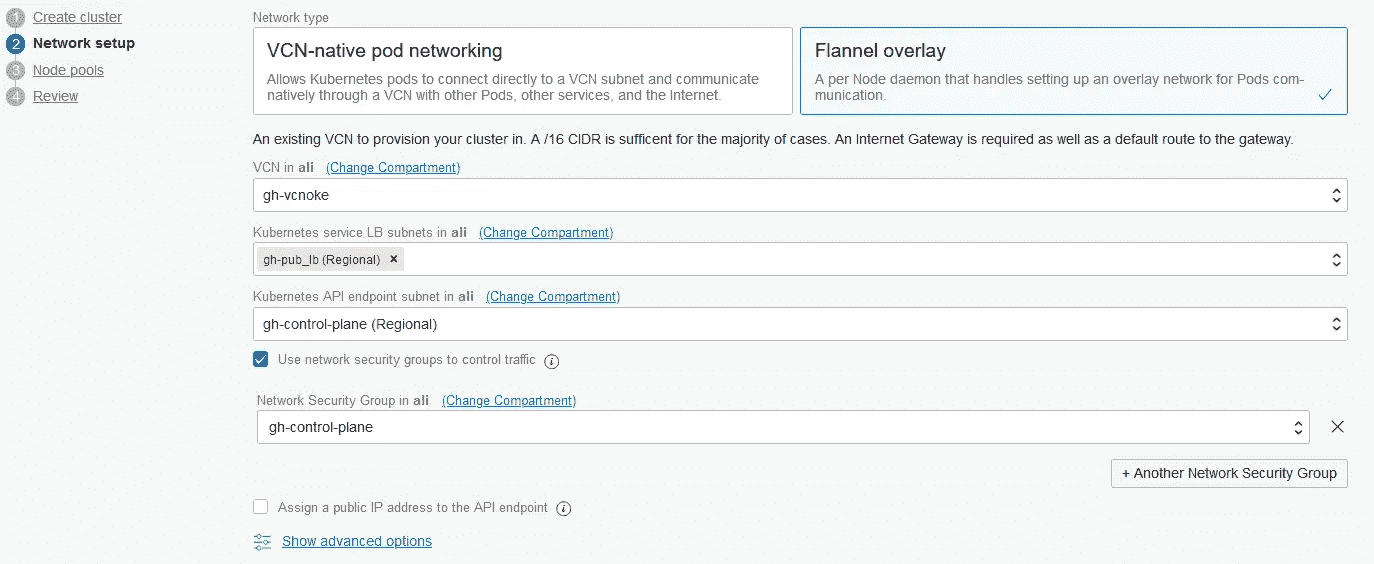 1 Create cluster
2 Network setup
3 Node pools
4 Review
Network type
VCN-native pod networking
Allows Kubernetes pods to connect directly to a VCN subnet and communicate
natively through a VCN with other Pods, other services, and the Internet.
Flannel overlay
A per Node daemon that handles setting up an overlay network for Pods com-
munication.
An existing VCN to provision your cluster in. A /16 CIDR is sufficent for the majority of cases. An Internet Gateway is required as well as a default route to the gateway.
VCN in ali (Change Compartment)
gh-vcnoke
Kubernetes service LB subnets in ali (Change Compartment)
gh-pub_lb (Regional) ×
Kubernetes API endpoint subnet in ali (Change Compartment)
gh-control-plane (Regional)
Use network security groups to control traffic i
Network Security Group in ali (Change Compartment)
gh-control-plane
+ Another Network Security Group
Assign a public IP address to the API endpoint i
Show advanced options